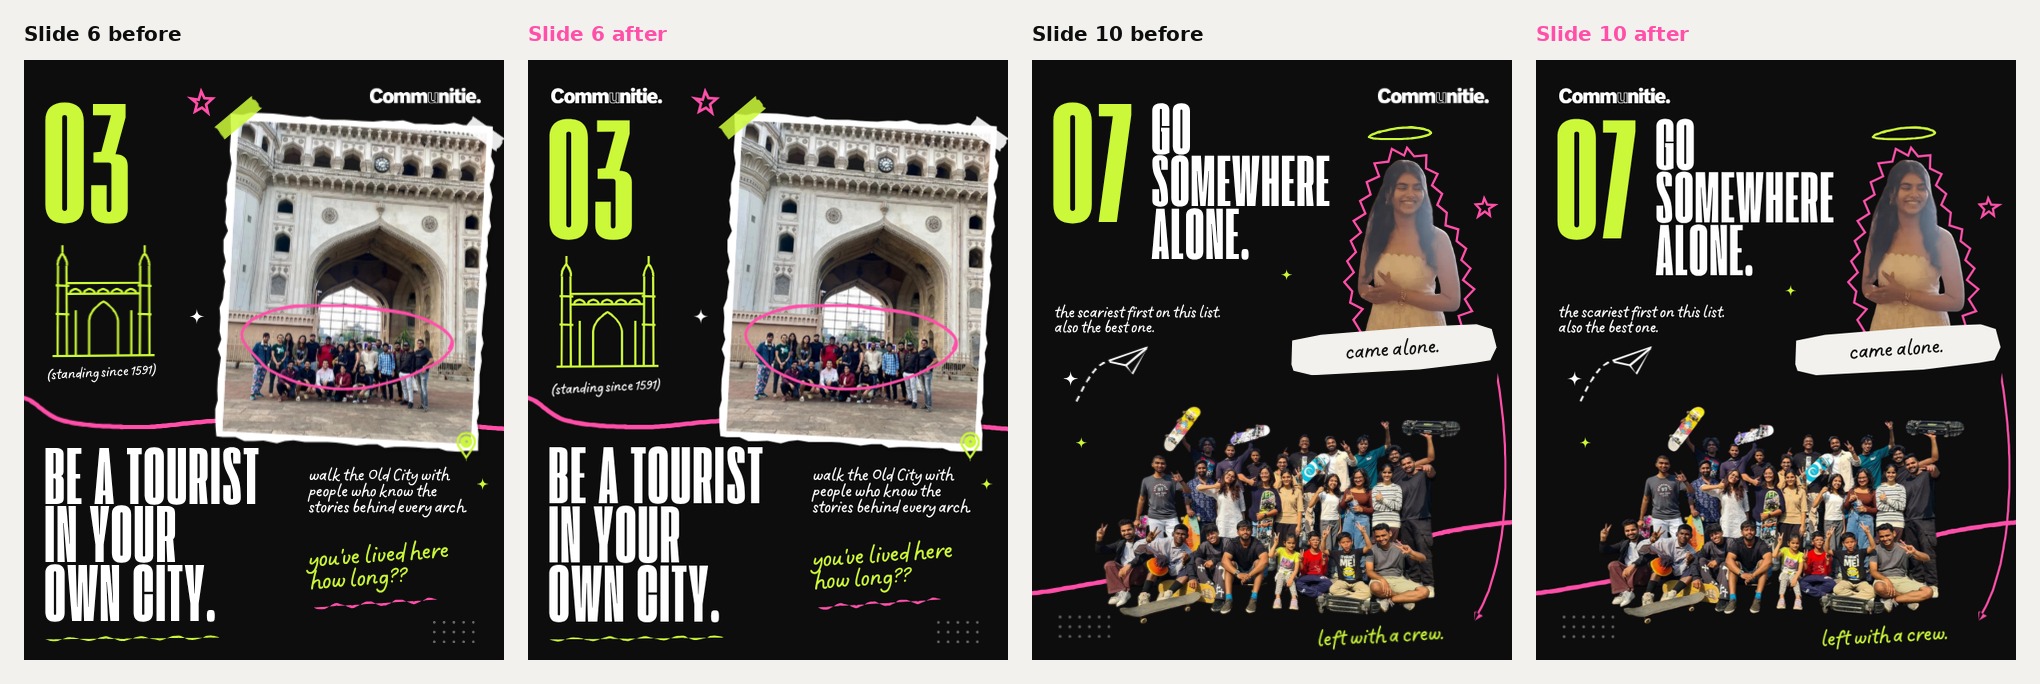 Slide 6 before
Communitie.
03
(standing since 1591)
BE A TOURIST
IN YOUR
OWN CITY.
walk the Old City with
people who know the
stories behind every arch.
you've lived here
how long??
Slide 6 after
Communitie.
03
(standing since 1591)
BE A TOURIST
IN YOUR
OWN CITY.
walk the Old City with
people who know the
stories behind every arch.
you've lived here
how long??
Slide 10 before
Communitie.
07
GO
SOMEWHERE
ALONE.
the scariest first on this list.
also the best one.
came alone.
left with a crew.
Slide 10 after
Communitie.
07
GO
SOMEWHERE
ALONE.
the scariest first on this list.
also the best one.
came alone.
left with a crew.